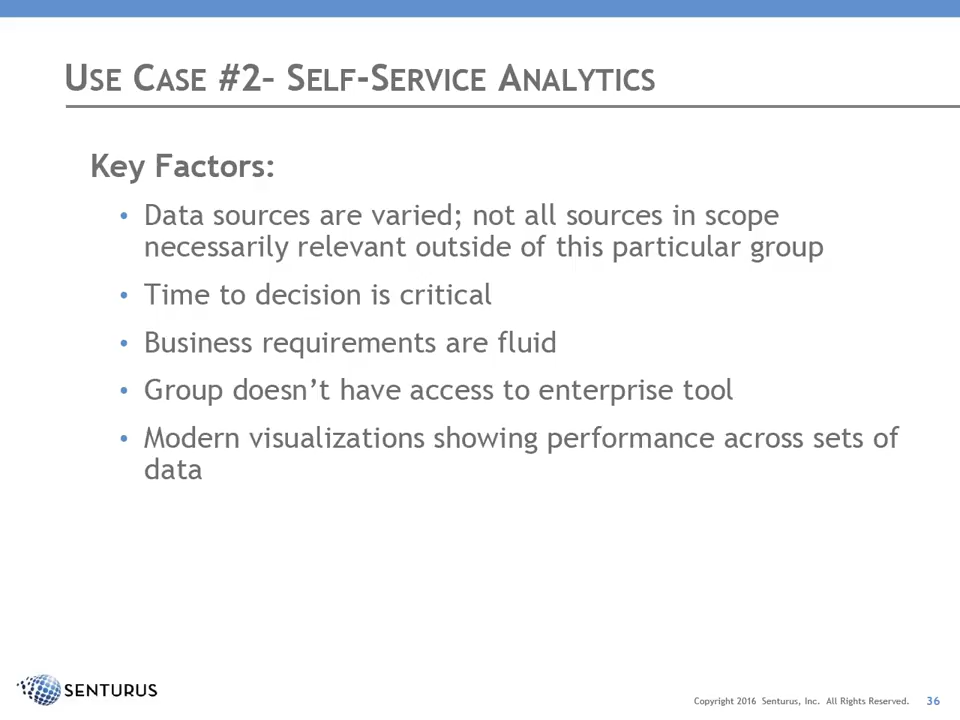 USE CASE #2– SELF-SERVICE ANALYTICS
Key Factors:
• Data sources are varied; not all sources in scope
necessarily relevant outside of this particular group
• Time to decision is critical
• Business requirements are fluid
• Group doesn’t have access to enterprise tool
• Modern visualizations showing performance across sets of
data
SENTURUS
Copyright 2016 Senturus, Inc. All Rights Reserved. 36